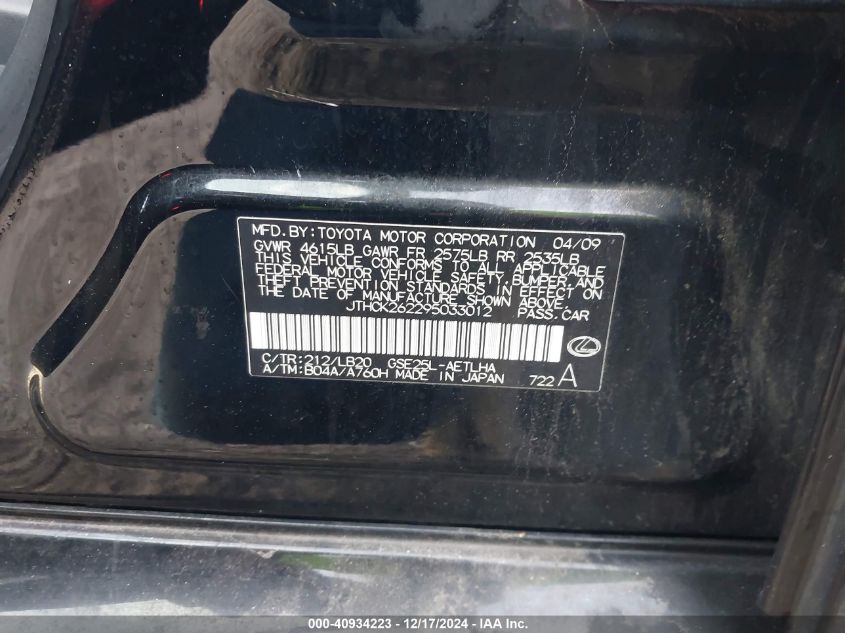 MFD.BY:TOYOTA MOTOR CORPORATION 04/09
GVWR 4615LB GAWR FR 2575LB RR 2535LB
THIS VEHICLE CONFORMS TO ALL APPLICABLE
FEDERAL MOTOR VEHICLE SAFETY,BUMPER,AND
THEFT PREVENTION STANDARDS IN EFFECT ON
THE DATE OF MANUFACTURE SHOWN ABOVE.
JTHCK262295033012 PASS.CAR
C/TR:212/LB20 GSE25L-AETLHA
A/TM:B04A/A760H MADE IN JAPAN 722 A
000-40934223 - 12/17/2024 - IAA Inc.